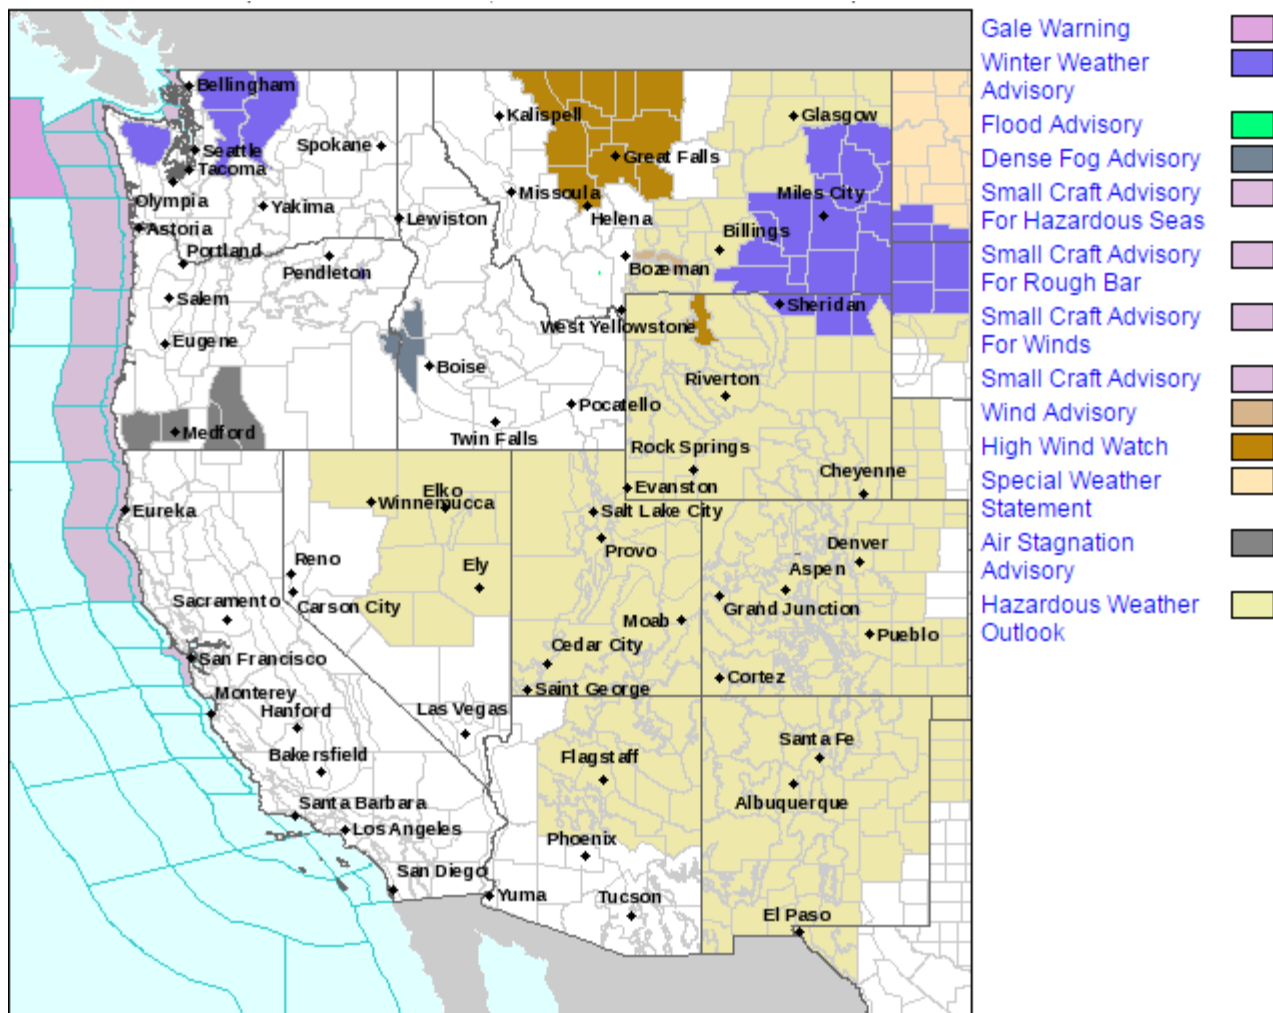 Bellingham
Seattle
Tacoma
Olympia
Spokane
Yakima
Astoria
Portland
Pendleton
Lewiston
Salem
Eugene
Medford
Kalispell
Great Falls
Missoula
Helena
Bozeman
Billings
Glasgow
Miles City
West Yellowstone
Sheridan
Boise
Pocatello
Twin Falls
Riverton
Rock Springs
Cheyenne
Evanston
Eureka
Elko
Winnemucca
Salt Lake City
Provo
Reno
Ely
Carson City
Sacramento
Denver
Aspen
Grand Junction
Moab
Pueblo
Cedar City
San Francisco
Cortez
Saint George
Monterey
Hanford
Las Vegas
Bakersfield
Flagstaff
Santa Fe
Albuquerque
Santa Barbara
Los Angeles
Phoenix
San Diego
Yuma
Tucson
El Paso
Gale Warning
Winter Weather
Advisory
Flood Advisory
Dense Fog Advisory
Small Craft Advisory
For Hazardous Seas
Small Craft Advisory
For Rough Bar
Small Craft Advisory
For Winds
Small Craft Advisory
Wind Advisory
High Wind Watch
Special Weather
Statement
Air Stagnation
Advisory
Hazardous Weather
Outlook